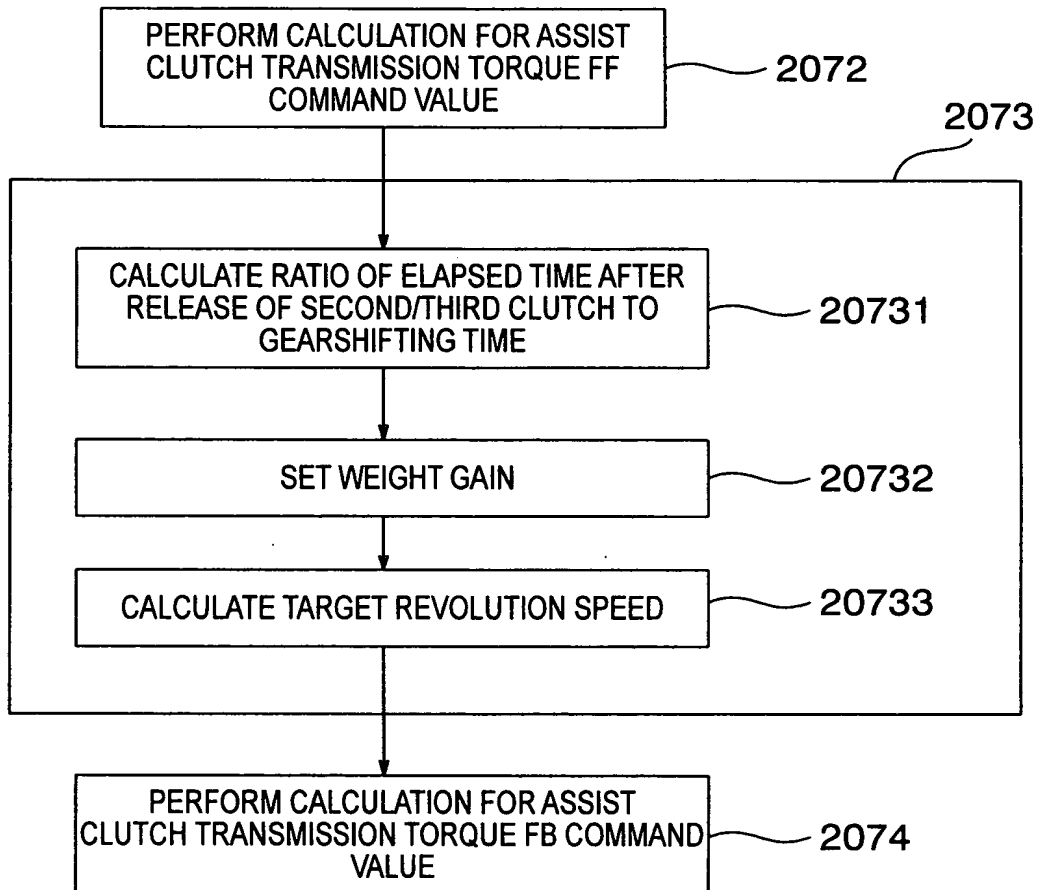 PERFORM CALCULATION FOR ASSIST
CLUTCH TRANSMISSION TORQUE FF
COMMAND VALUE
2072
2073
CALCULATE RATIO OF ELAPSED TIME AFTER
RELEASE OF SECOND/THIRD CLUTCH TO
GEARSHIFTING TIME
20731
SET WEIGHT GAIN
20732
CALCULATE TARGET REVOLUTION SPEED
20733
PERFORM CALCULATION FOR ASSIST
CLUTCH TRANSMISSION TORQUE FB COMMAND
VALUE
2074